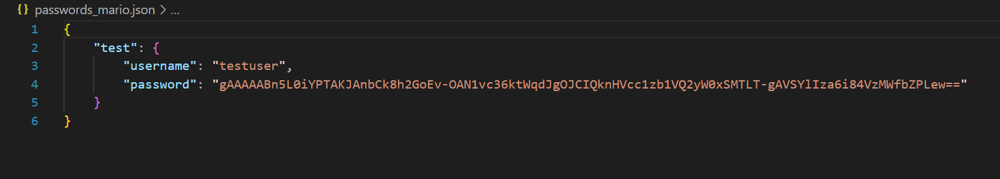 {} passwords_mario.json > ...
1 {
2 "test": {
3 "username": "testuser",
4 "password": "gAAAAABn5L0iYPTAKJAnbCk8h2GoEv-OAN1vc36ktWqdJgOJCIQknHVcc1zb1VQ2yW0xSMTLT-gAVSYlIza6i84VzMWfbZPLew=="
5 }
6 }